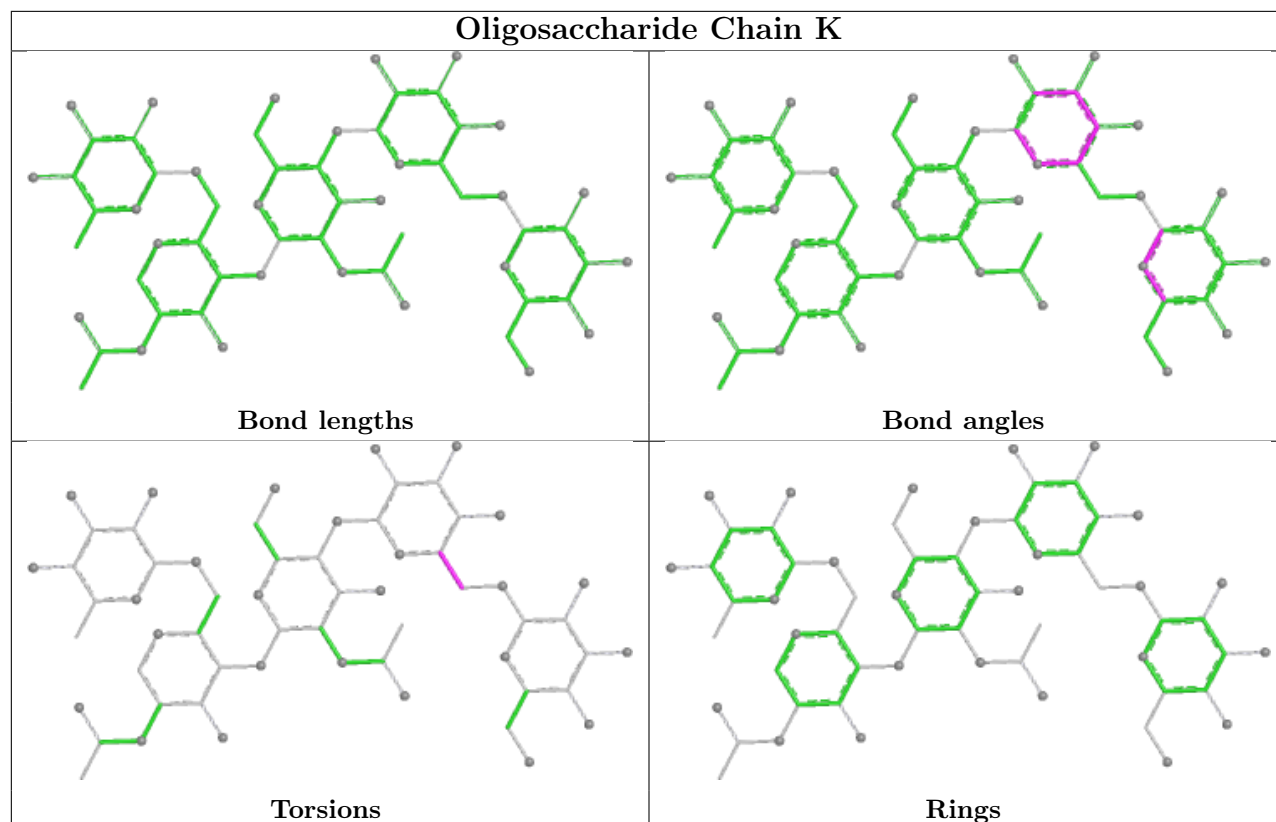 Oligosaccharide Chain K
Bond lengths
Bond angles
Torsions
Rings